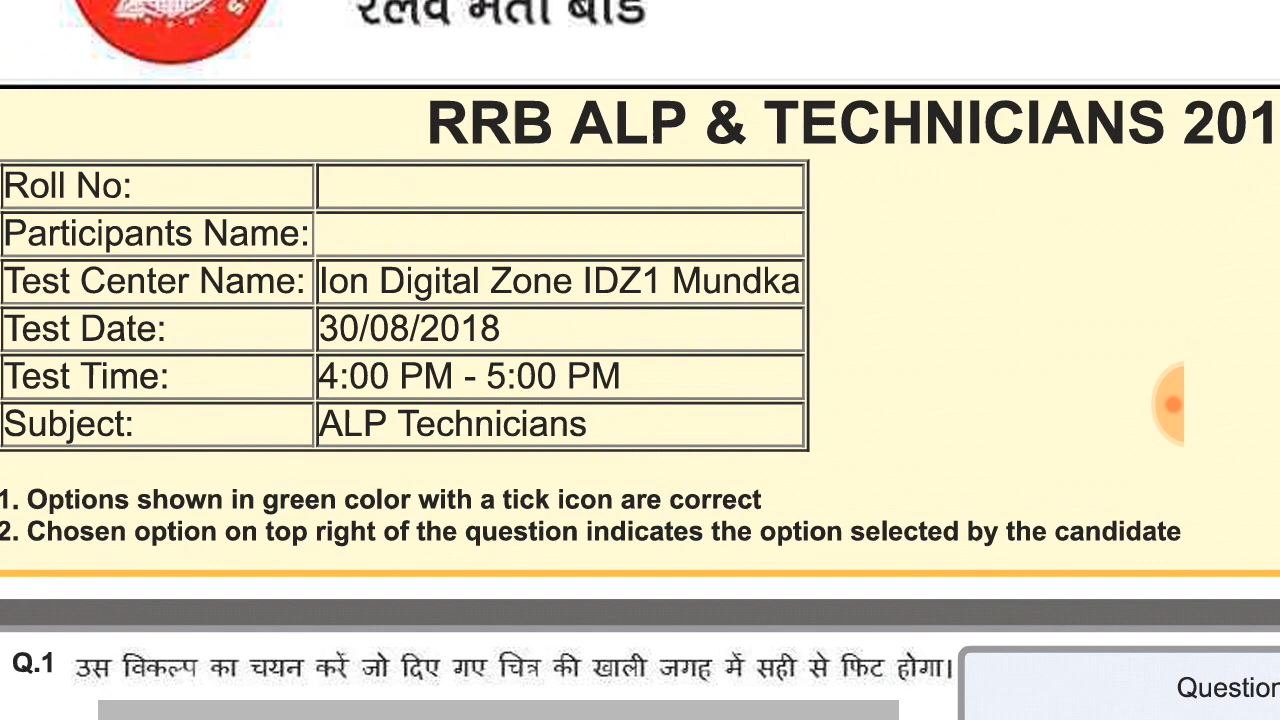 रेलवे भर्ती बोर्ड
RRB ALP & TECHNICIANS 201
Roll No:
Participants Name:
Test Center Name: Ion Digital Zone IDZ1 Mundka
Test Date: 30/08/2018
Test Time: 4:00 PM - 5:00 PM
Subject: ALP Technicians
1. Options shown in green color with a tick icon are correct
2. Chosen option on top right of the question indicates the option selected by the candidate
Q.1 उस विकल्प का चयन करें जो दिए गए चित्र की खाली जगह में सही से फिट होगा।
Question